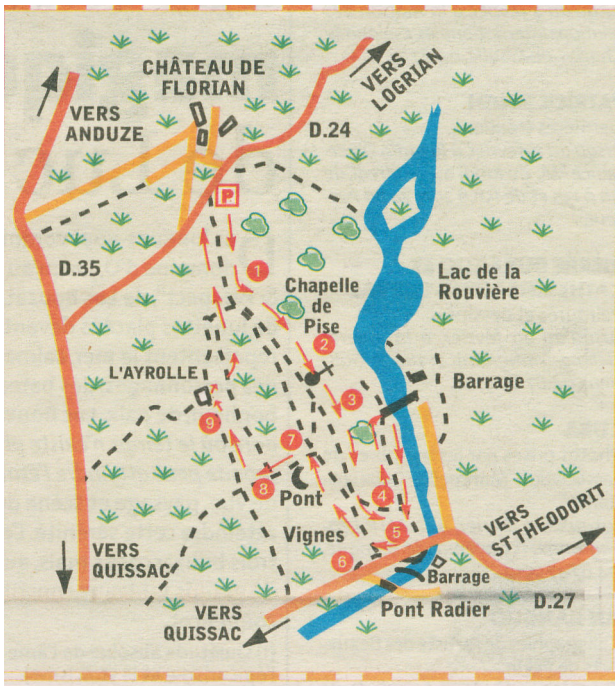 CHÂTEAU DE
FLORIAN
VERS
LOGRIAN
VERS
ANDUZE
D.24
P
D.35
1
Chapelle
de
Pise
Lac de la
Rouvière
2
L'AYROLLE
3
Barrage
9
7
8
4
Pont
Vignes
5
VERS
ST THEODORIT
6
VERS
QUISSAC
Barrage
Pont Radier
D.27
VERS
QUISSAC